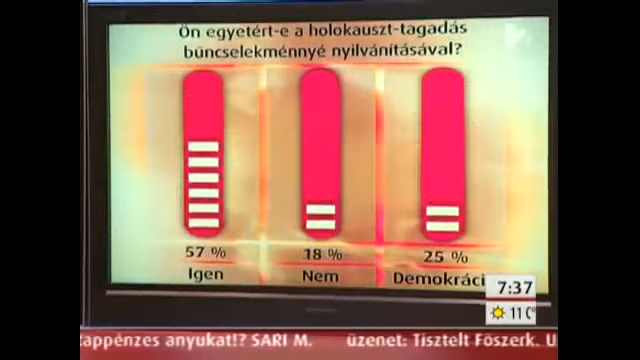 Ön egyetért-e a holokauszt-tagadás
bűncselekménnyé nyilvánításával?
57 %
18 %
25 %
Igen
Nem
Demokráci
7:37
11 C°
tappénzes anyukat!? SARI M. üzenet: Tisztelt Főszerk. U